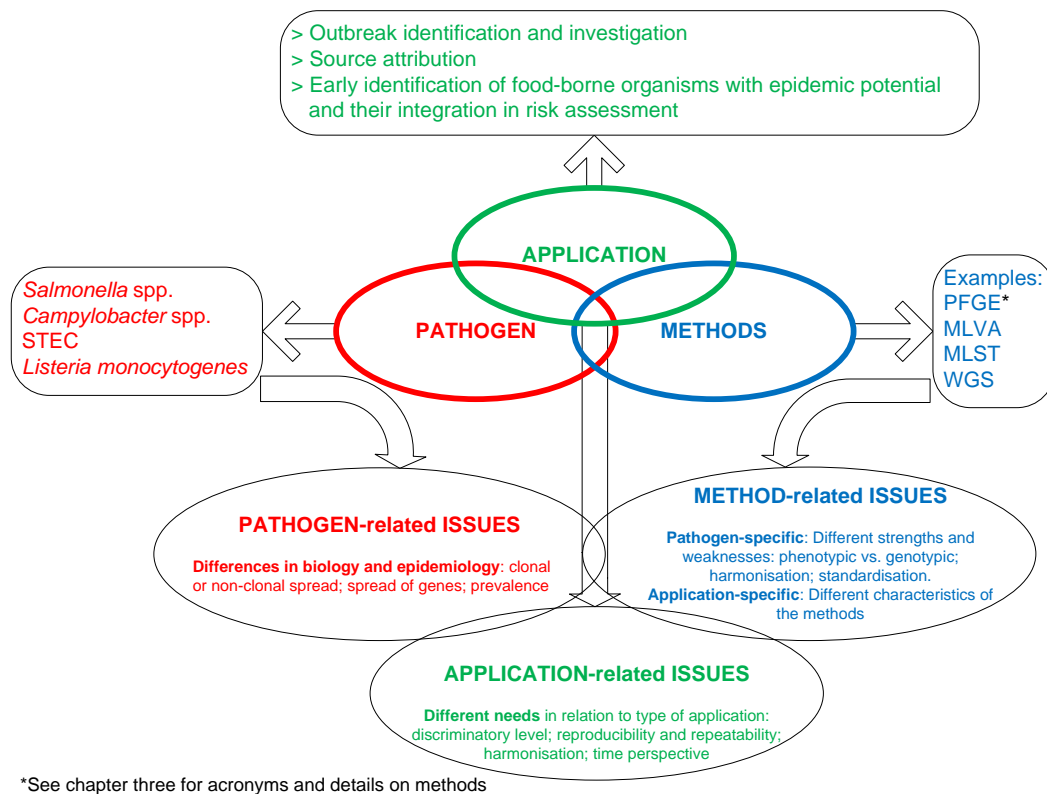 > Outbreak identification and investigation
> Source attribution
> Early identification of food-borne organisms with epidemic potential
and their integration in risk assessment
APPLICATION
PATHOGEN
METHODS
Salmonella spp.
Campylobacter spp.
STEC
Listeria monocytogenes
Examples:
PFGE*
MLVA
MLST
WGS
PATHOGEN-related ISSUES
Differences in biology and epidemiology: clonal
or non-clonal spread; spread of genes; prevalence
METHOD-related ISSUES
Pathogen-specific: Different strengths and
weaknesses: phenotypic vs. genotypic;
harmonisation; standardisation.
Application-specific: Different characteristics of
the methods
APPLICATION-related ISSUES
Different needs in relation to type of application:
discriminatory level; reproducibility and repeatability;
harmonisation; time perspective
*See chapter three for acronyms and details on methods